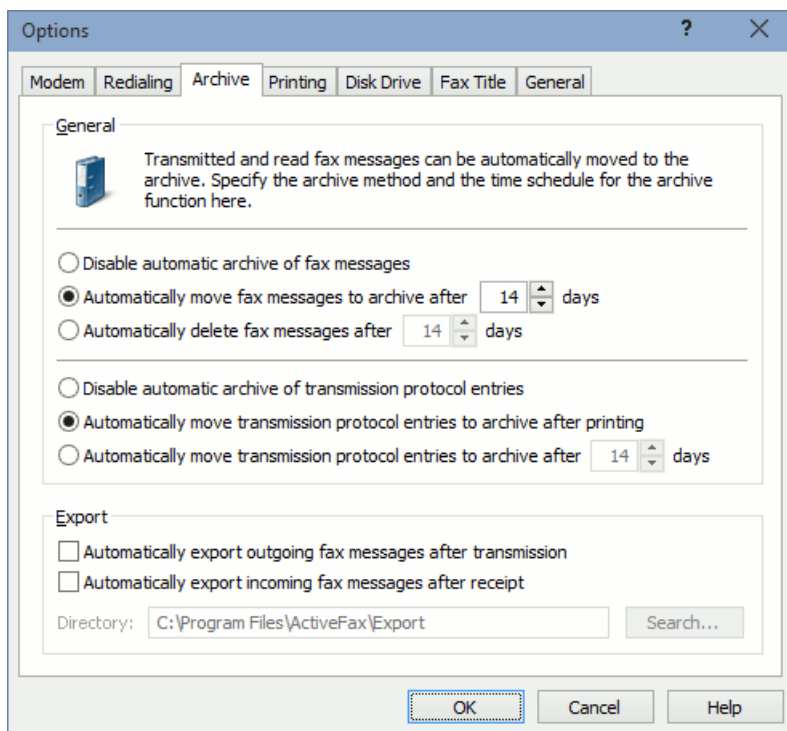 Options
Modem Redialing Archive Printing Disk Drive Fax Title General
General
Transmitted and read fax messages can be automatically moved to the
archive. Specify the archive method and the time schedule for the archive
function here.
Disable automatic archive of fax messages
Automatically move fax messages to archive after 14 days
Automatically delete fax messages after 14 days
Disable automatic archive of transmission protocol entries
Automatically move transmission protocol entries to archive after printing
Automatically move transmission protocol entries to archive after 14 days
Export
Automatically export outgoing fax messages after transmission
Automatically export incoming fax messages after receipt
Directory: C:\Program Files\ActiveFax\Export Search...
OK Cancel Help